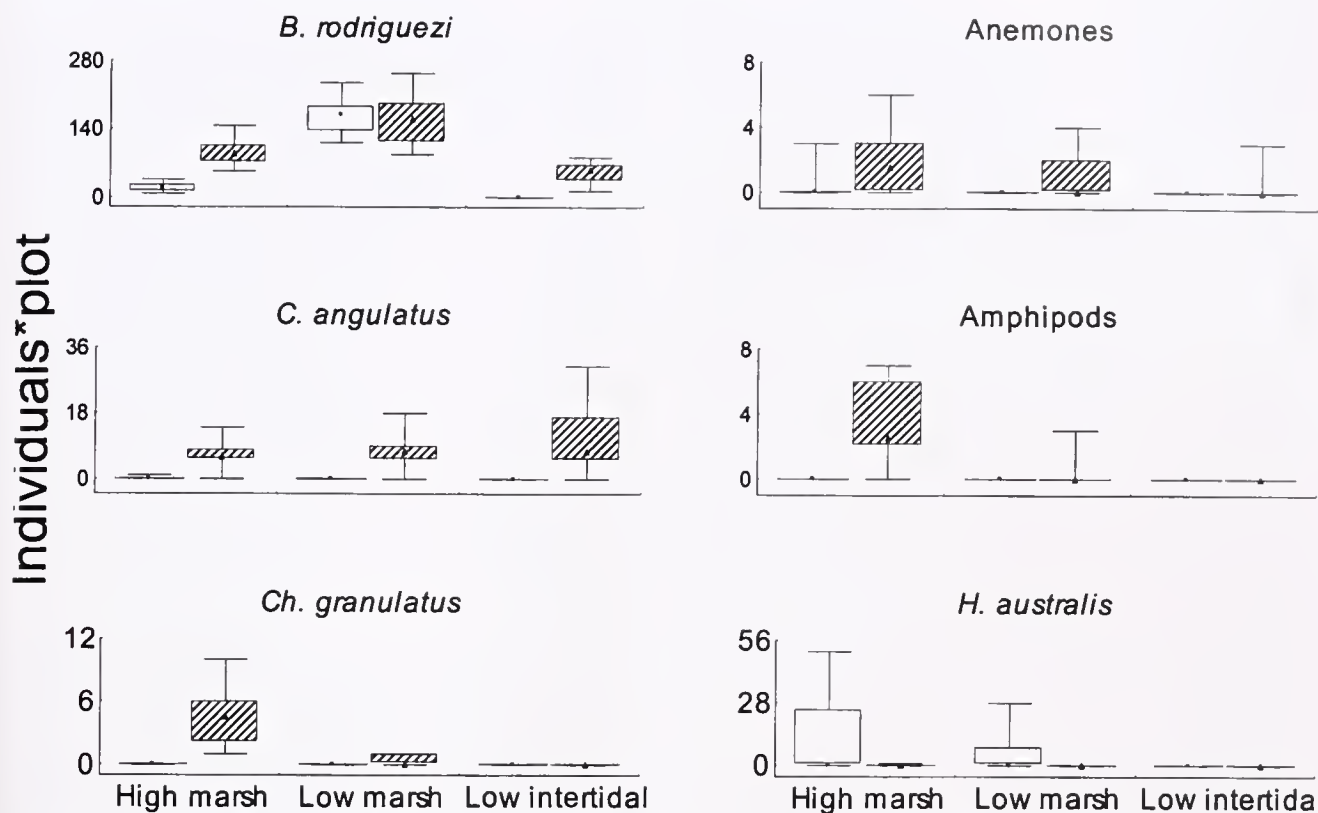 B. rodriguezi
280
140
0
Anemones
8
4
0
Individuals*plot
C. angulatus
36
18
0
Amphipods
8
4
0
Ch. granulatus
12
6
0
High marsh Low marsh Low intertidal
H. australis
56
28
0
High marsh Low marsh Low intertidal